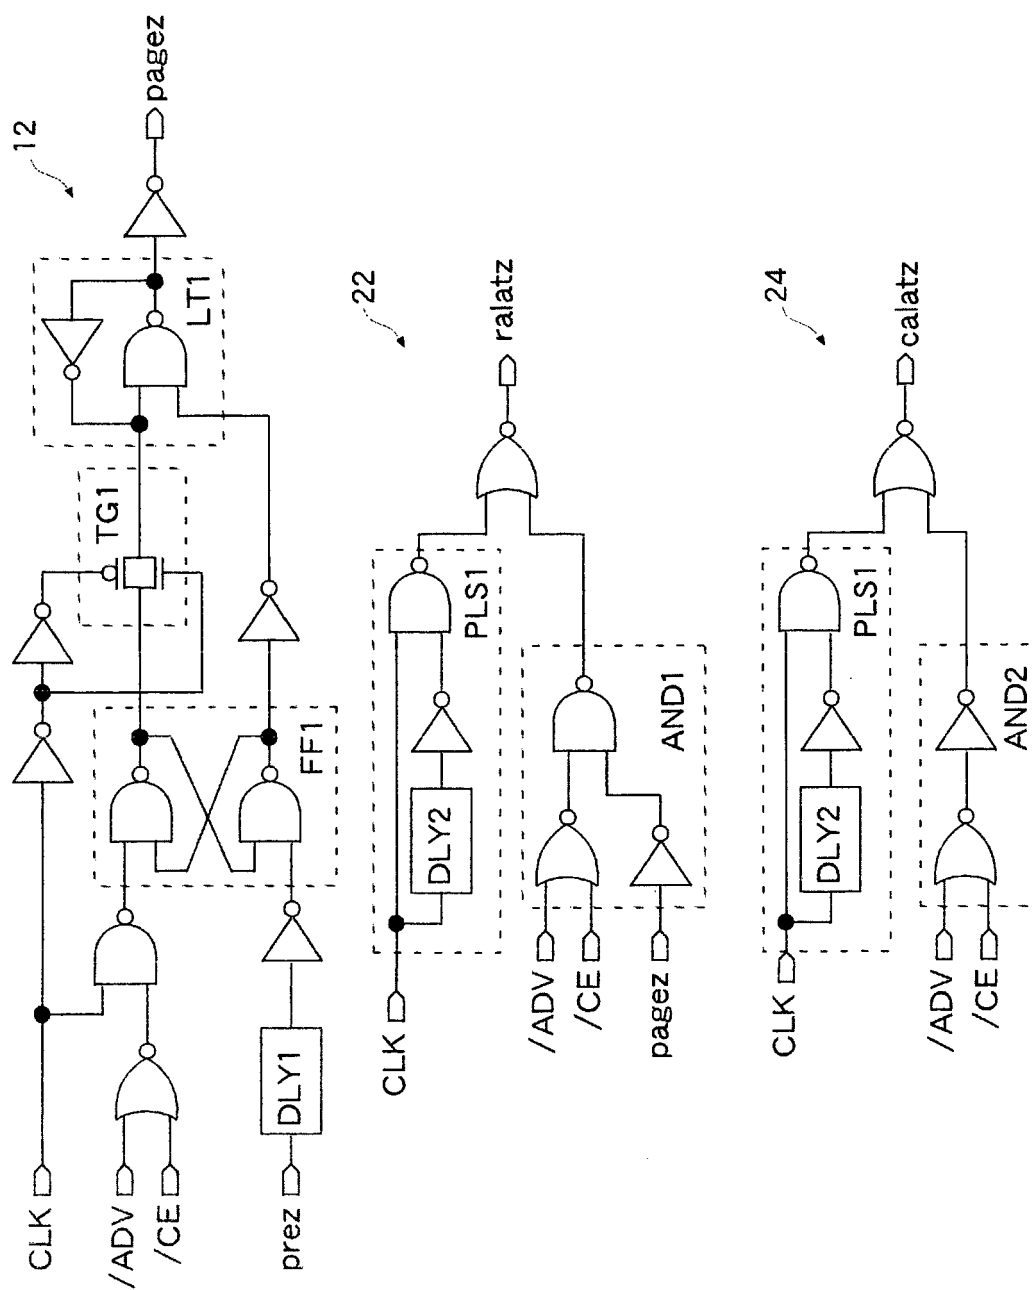 12
CLK
/ADV
/CE
prez
DLY1
FF1
TG1
LT1
pagez
22
CLK
DLY2
PLS1
/ADV
/CE
pagez
AND1
ralatz
24
CLK
DLY2
PLS1
/ADV
/CE
AND2
calatz